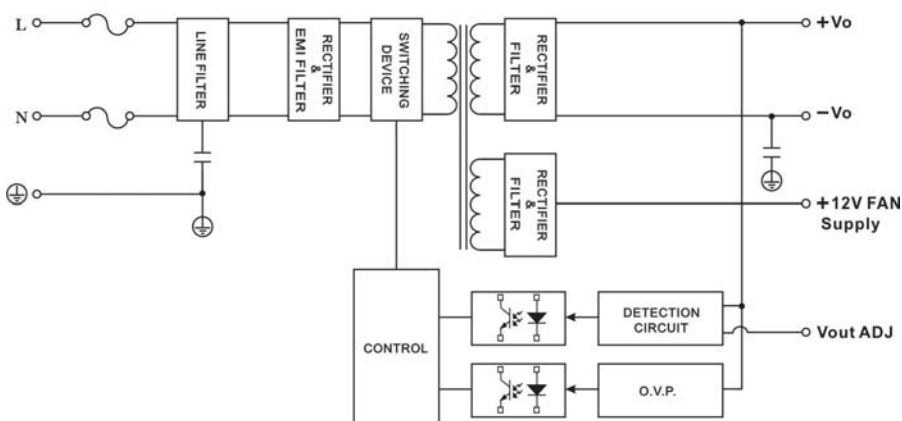 L
N
LINE FILTER
RECTIFIER
&
EMI FILTER
SWITCHING
DEVICE
RECTIFIER
&
FILTER
+Vo
−Vo
RECTIFIER
&
FILTER
+12V FAN
Supply
CONTROL
DETECTION
CIRCUIT
Vout ADJ
O.V.P.